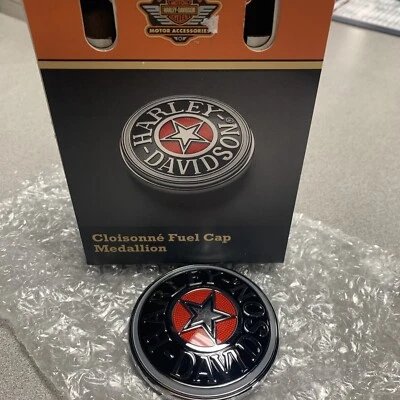 HARLEY-DAVIDSON
MOTOR ACCESSORIES
HARLEY
-DAVIDSON-
®
Cloisonné Fuel Cap
Medallion
HARLEY
DAVIDSON